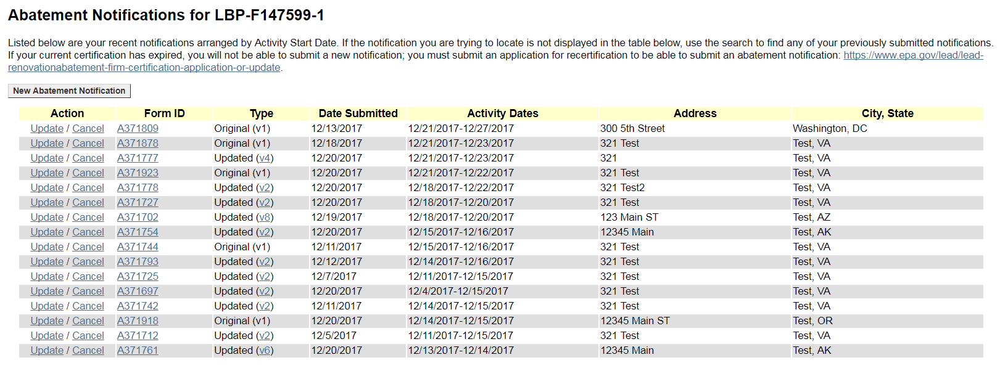 Abatement Notifications for LBP-F147599-1
Listed below are your recent notifications arranged by Activity Start Date. If the notification you are trying to locate is not displayed in the table below, use the search to find any of your previously submitted notifications.
If your current certification has expired, you will not be able to submit a new notification; you must submit an application for recertification to be able to submit an abatement notification: https://www.epa.gov/lead/lead-
renovationabatement-firm-certification-application-or-update.
New Abatement Notification
Action Form ID Type Date Submitted Activity Dates Address City, State
Update / Cancel A371809 Original (v1) 12/13/2017 12/21/2017-12/27/2017 300 5th Street Washington, DC
Update / Cancel A371878 Original (v1) 12/18/2017 12/21/2017-12/23/2017 321 Test Test, VA
Update / Cancel A371777 Updated (v4) 12/20/2017 12/21/2017-12/23/2017 321 Test, VA
Update / Cancel A371923 Original (v1) 12/20/2017 12/21/2017-12/22/2017 321 Test Test, VA
Update / Cancel A371778 Updated (v2) 12/20/2017 12/18/2017-12/22/2017 321 Test2 Test, VA
Update / Cancel A371727 Updated (v2) 12/20/2017 12/18/2017-12/20/2017 321 Test Test, VA
Update / Cancel A371702 Updated (v8) 12/19/2017 12/18/2017-12/20/2017 123 Main ST Test, AZ
Update / Cancel A371754 Updated (v2) 12/20/2017 12/15/2017-12/16/2017 12345 Main Test, AK
Update / Cancel A371744 Original (v1) 12/11/2017 12/15/2017-12/16/2017 321 Test Test, VA
Update / Cancel A371793 Updated (v2) 12/12/2017 12/14/2017-12/16/2017 321 Test Test, VA
Update / Cancel A371725 Updated (v2) 12/7/2017 12/11/2017-12/15/2017 321 Test Test, VA
Update / Cancel A371697 Updated (v2) 12/20/2017 12/4/2017-12/15/2017 321 Test Test, VA
Update / Cancel A371742 Updated (v2) 12/11/2017 12/14/2017-12/15/2017 321 Test Test, VA
Update / Cancel A371918 Original (v1) 12/20/2017 12/14/2017-12/15/2017 12345 Main ST Test, OR
Update / Cancel A371712 Updated (v2) 12/5/2017 12/11/2017-12/15/2017 321 Test Test, VA
Update / Cancel A371761 Updated (v6) 12/20/2017 12/13/2017-12/14/2017 12345 Main Test, AK